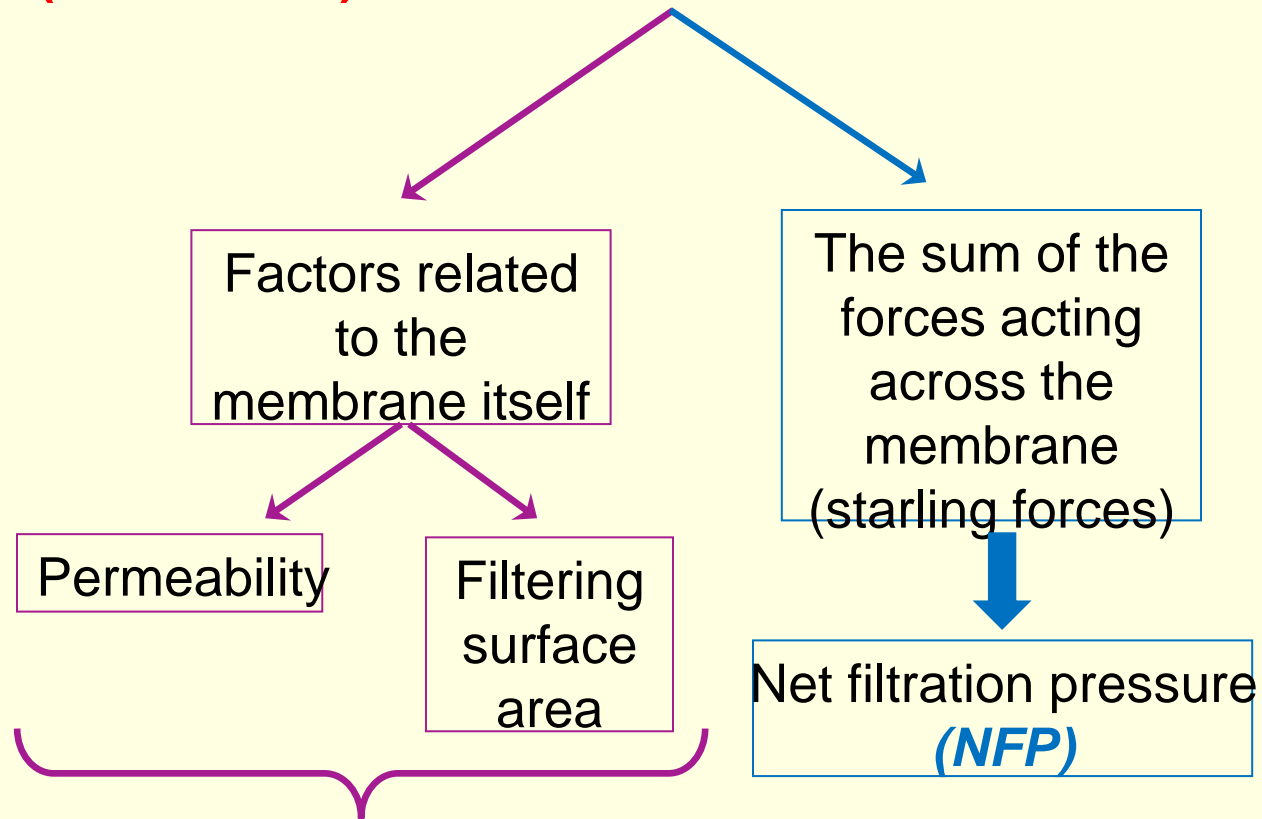 Factors related
to the
membrane itself
The sum of the
forces acting
across the
membrane
(starling forces)
Permeability
Filtering
surface
area
Net filtration pressure
(NFP)